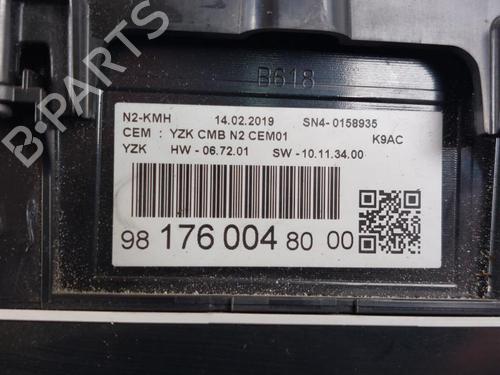 B618
N2-KMH 14.02.2019 SN4- 0158935
CEM : YZK CMB N2 CEM01 K9AC
YZK HW - 06.72.01 SW - 10.11.34.00
98 176 004 80 00
B-PARTS